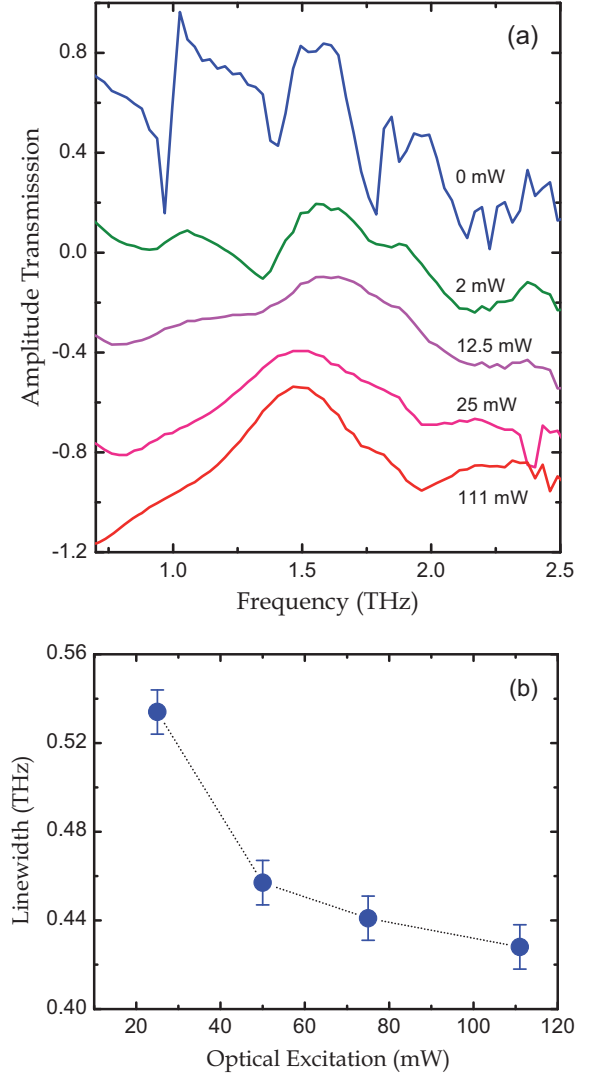 (a)
0.8
0.4
0.0
-0.4
-0.8
-1.2
Amplitude Transmisssion
0 mW
2 mW
12.5 mW
25 mW
111 mW
1.0 1.5 2.0 2.5
Frequency (THz)
(b)
0.56
0.52
0.48
0.44
0.40
Linewidth (THz)
20 40 60 80 100 120
Optical Excitation (mW)